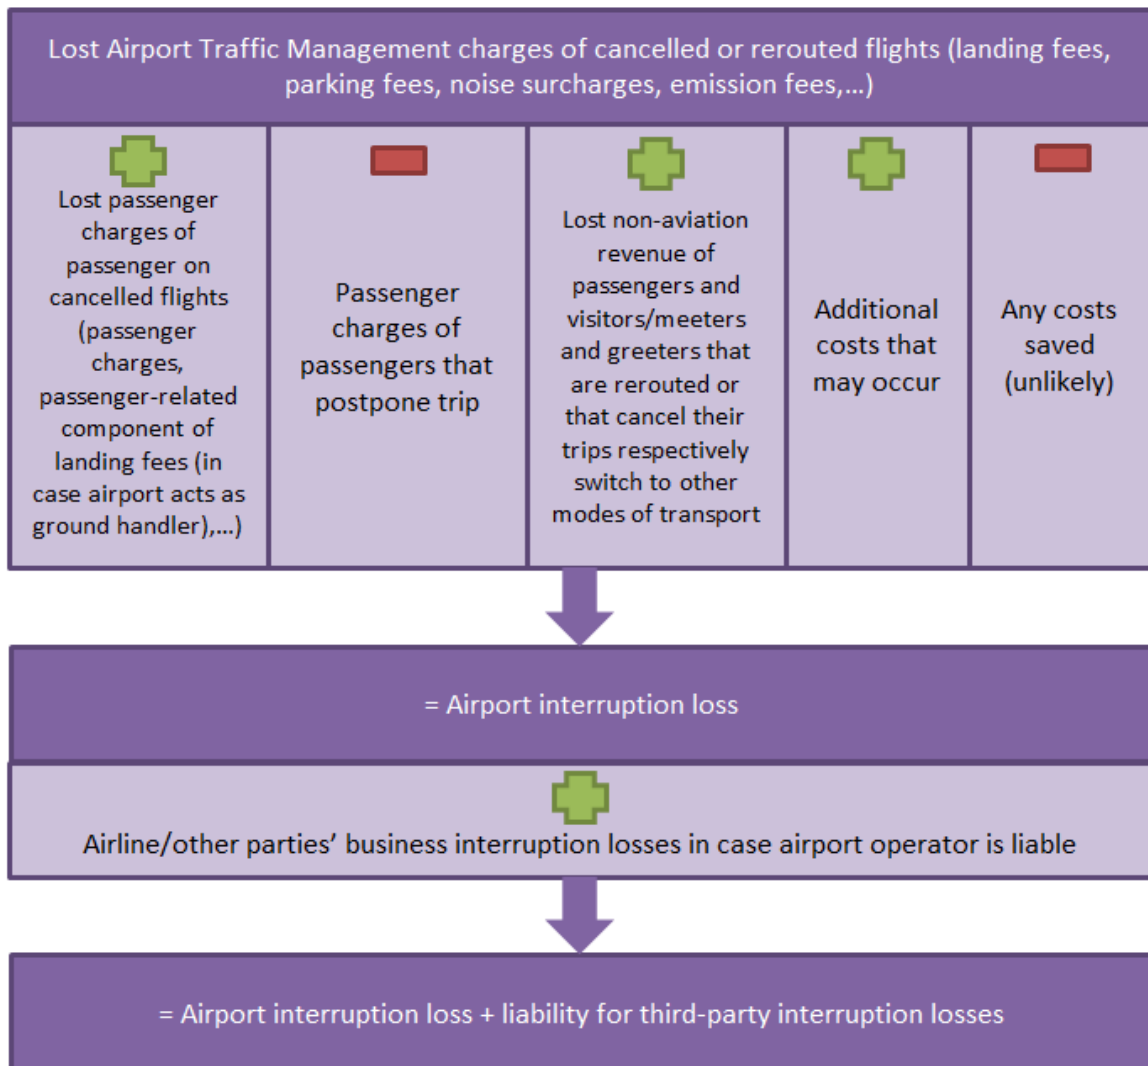 Lost Airport Traffic Management charges of cancelled or rerouted flights (landing fees,
parking fees, noise surcharges, emission fees,...)
Lost passenger
charges of
passenger on
cancelled flights
(passenger
charges,
passenger-related
component of
landing fees (in
case airport acts as
ground handler),...)
Passenger
charges of
passengers that
postpone trip
Lost non-aviation
revenue of
passengers and
visitors/meeters
and greeters that
are rerouted or
that cancel their
trips respectively
switch to other
modes of transport
Additional
costs that
may occur
Any costs
saved
(unlikely)
= Airport interruption loss
Airline/other parties’ business interruption losses in case airport operator is liable
= Airport interruption loss + liability for third-party interruption losses